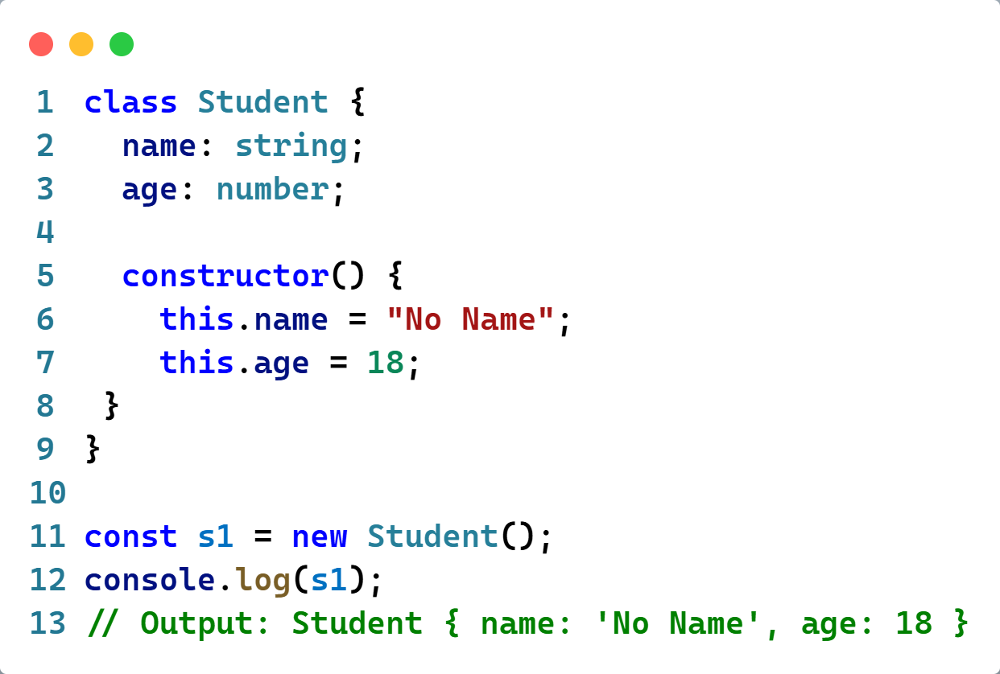 1 class Student {
2   name: string;
3   age: number;
4
5   constructor() {
6     this.name = "No Name";
7     this.age = 18;
8  }
9 }
10
11 const s1 = new Student();
12 console.log(s1);
13 // Output: Student { name: 'No Name', age: 18 }